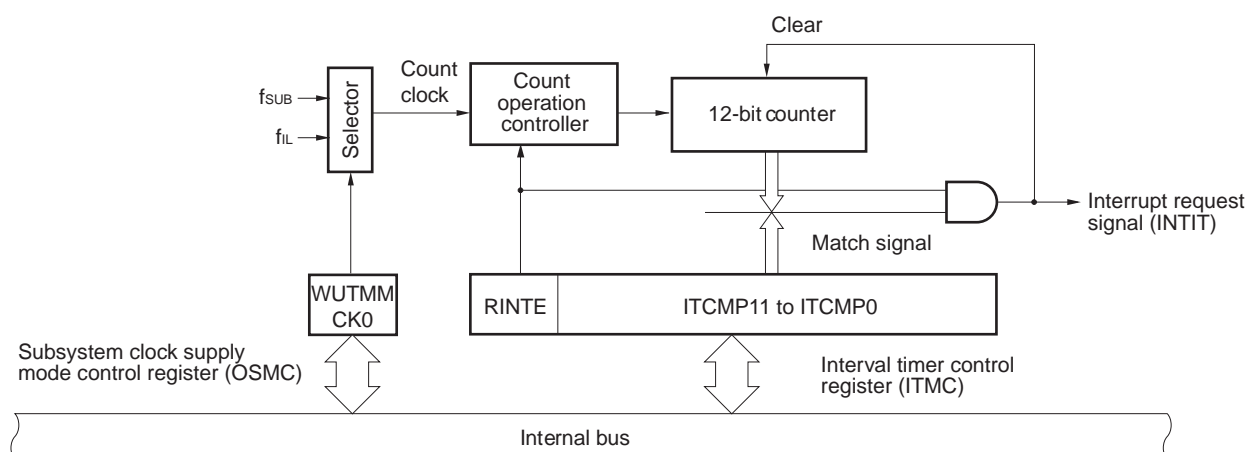 Clear
Count
clock
Count
operation
controller
12-bit counter
fSUB
fIL
Selector
Interrupt request
signal (INTIT)
Match signal
WUTMM
CK0
RINTE
ITCMP11 to ITCMP0
Subsystem clock supply
mode control register (OSMC)
Interval timer control
register (ITMC)
Internal bus